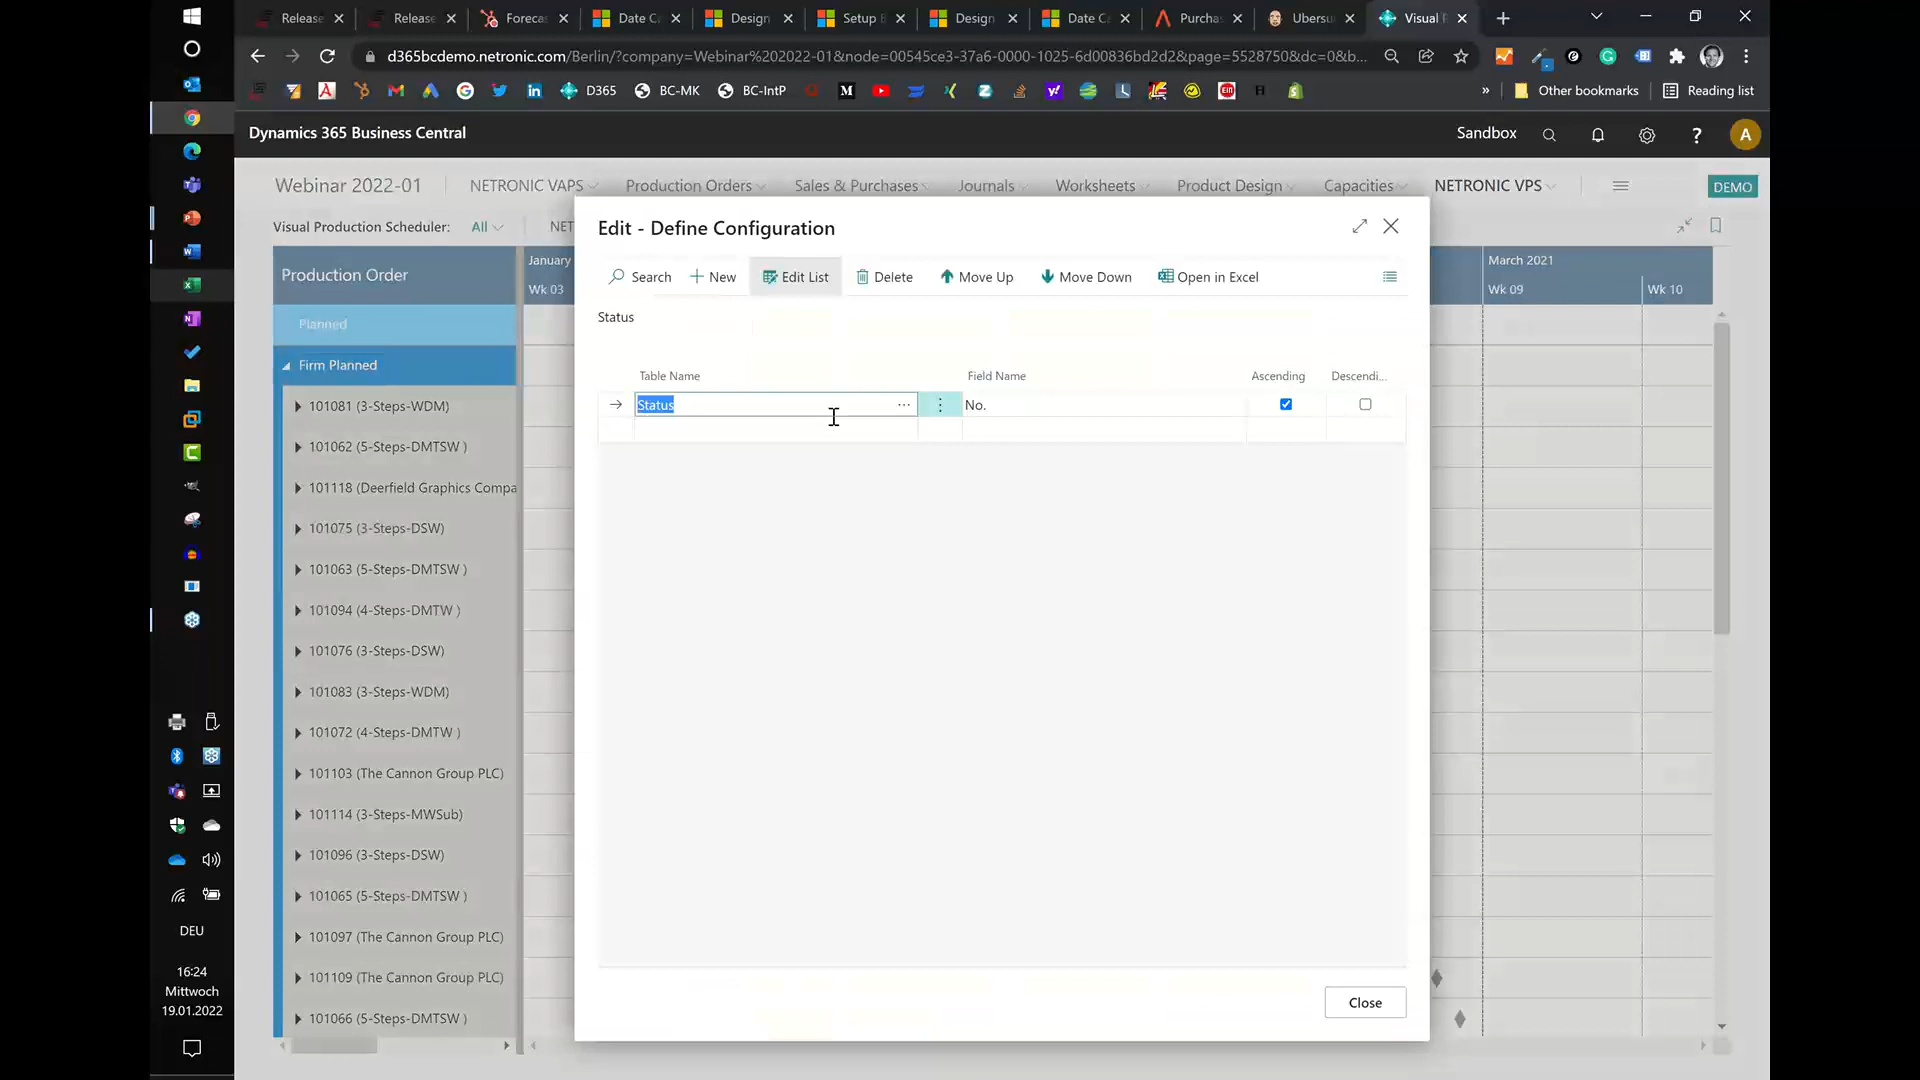 Release
Release
Foreca
Date C
Design
Setup
Design
Date C
Purcha
Ubersu
Visual
d365bcdemo.netronic.com/Berlin/?company=Webinar%202022-01&node=00545ce3-37a6-0000-1025-6d00836bd2d2&page=5528750&dc=0&b...
D365
BC-MK
BC-IntP
Other bookmarks
Reading list
Dynamics 365 Business Central
Sandbox
A
Webinar 2022-01
NETRONIC VAPS
Production Orders
Sales & Purchases
Journals
Worksheets
Product Design
Capacities
NETRONIC VPS
DEMO
Visual Production Scheduler:
All
NET
Production Order
January
Wk 03
March 2021
Wk 09
Wk 10
Planned
Firm Planned
101081 (3-Steps-WDM)
101062 (5-Steps-DMTSW )
101118 (Deerfield Graphics Compa
101075 (3-Steps-DSW)
101063 (5-Steps-DMTSW )
101094 (4-Steps-DMTW )
101076 (3-Steps-DSW)
101083 (3-Steps-WDM)
101072 (4-Steps-DMTW )
101103 (The Cannon Group PLC)
101114 (3-Steps-MWSub)
101096 (3-Steps-DSW)
101065 (5-Steps-DMTSW )
101097 (The Cannon Group PLC)
101109 (The Cannon Group PLC)
101066 (5-Steps-DMTSW )
Edit - Define Configuration
Search
New
Edit List
Delete
Move Up
Move Down
Open in Excel
Status
Table Name
Field Name
Ascending
Descendi...
Status
No.
Close
DEU
16:24
Mittwoch
19.01.2022